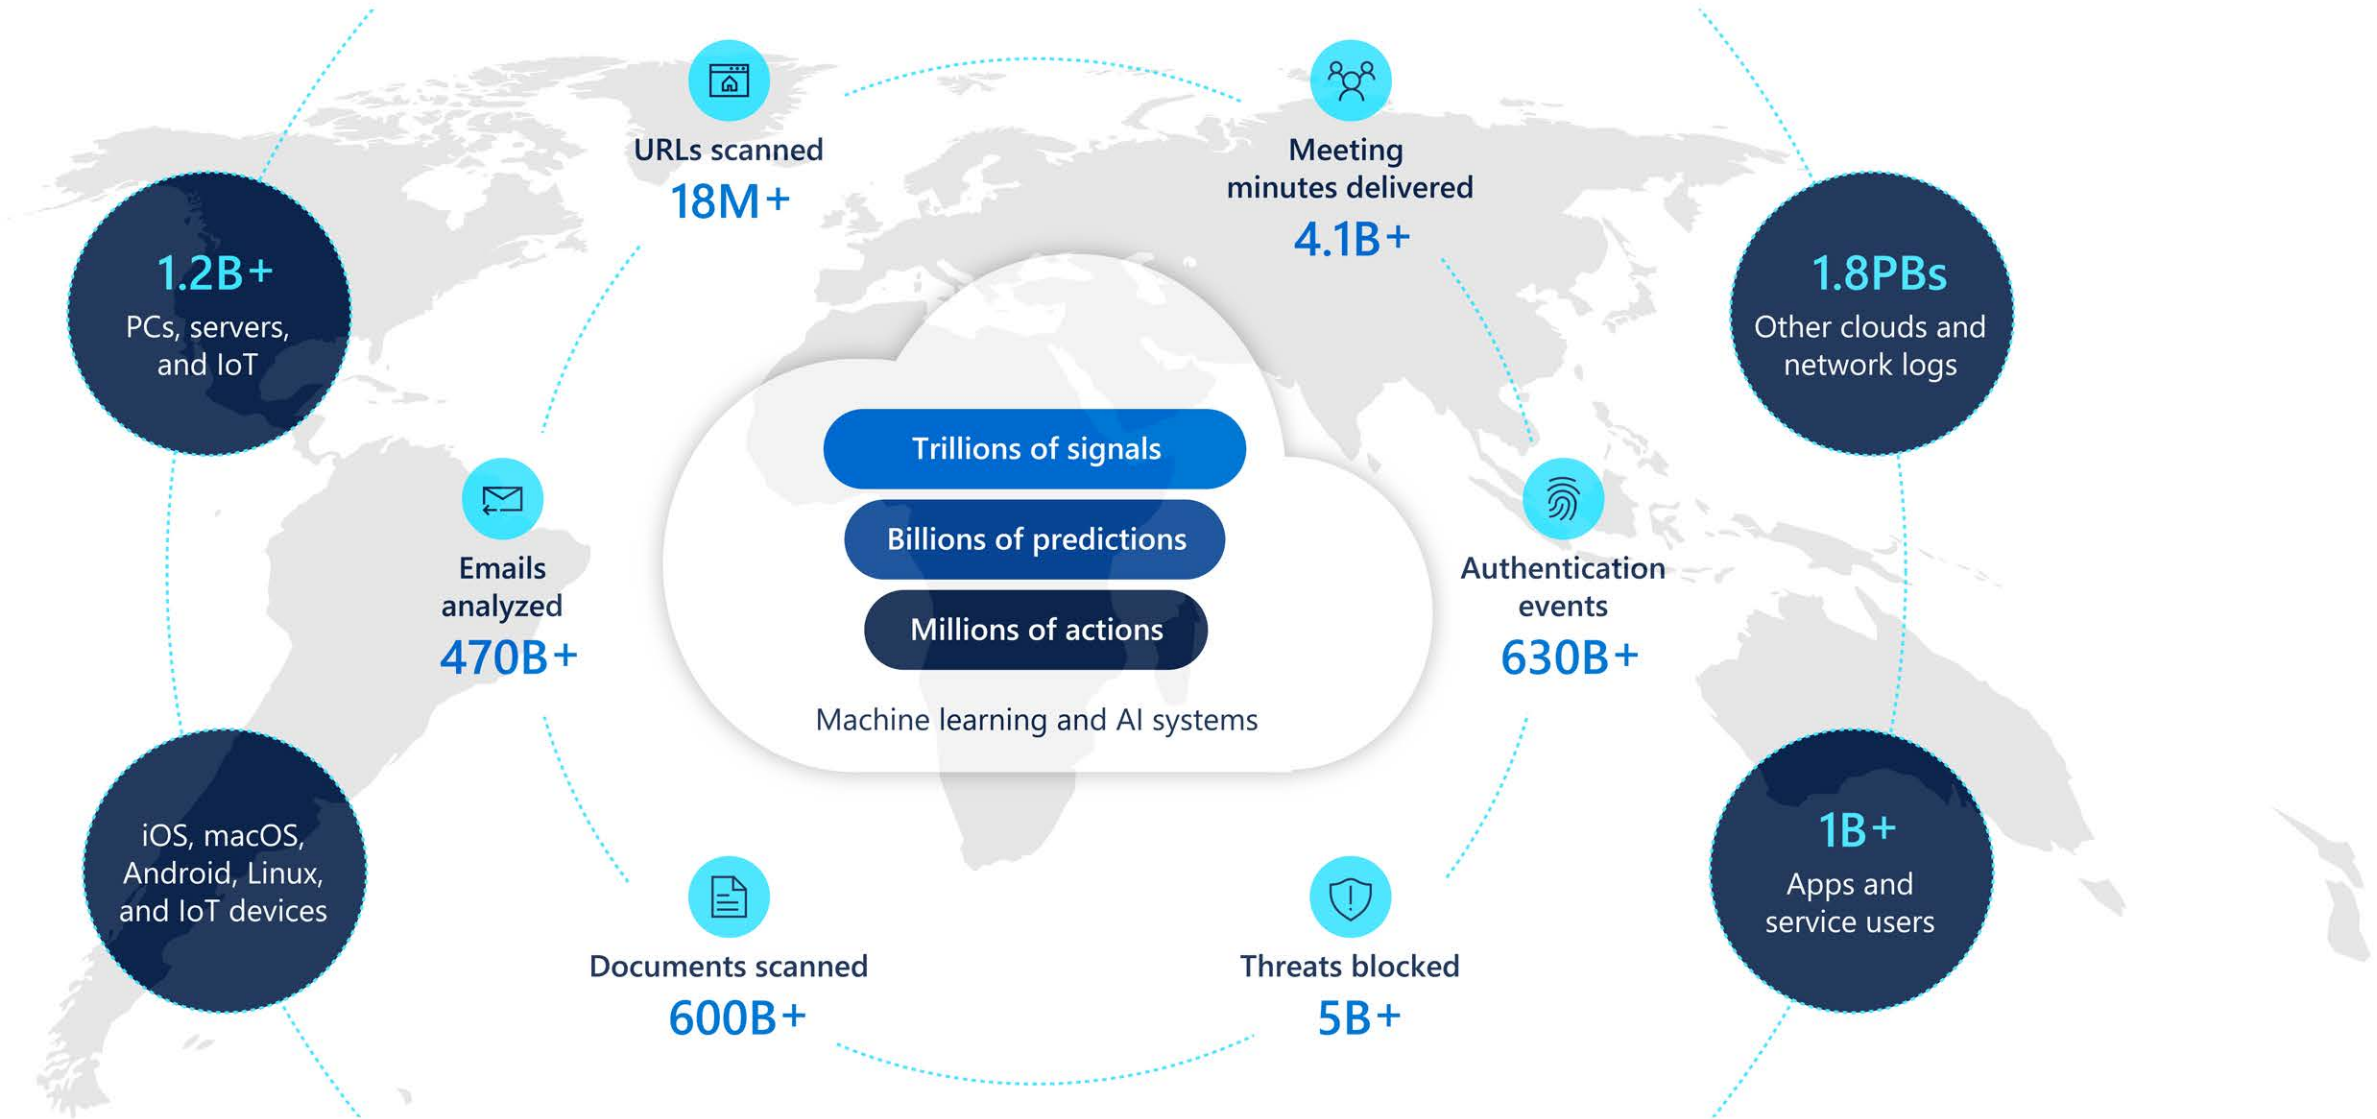 URLs scanned
18M+
Meeting
minutes delivered
4.1B+
1.2B+
PCs, servers,
and IoT
1.8PBs
Other clouds and
network logs
Trillions of signals
Billions of predictions
Millions of actions
Machine learning and AI systems
Emails
analyzed
470B+
Authentication
events
630B+
iOS, macOS,
Android, Linux,
and IoT devices
1B+
Apps and
service users
Documents scanned
600B+
Threats blocked
5B+